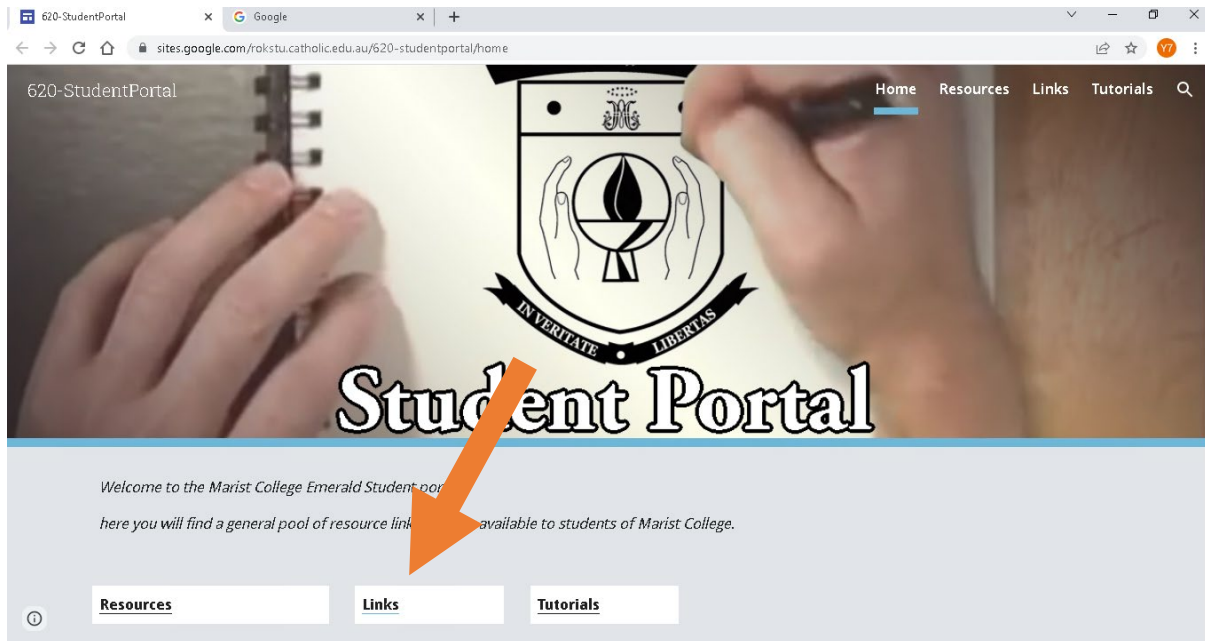 620-StudentPortal
Google
sites.google.com/rokstu.catholic.edu.au/620-studentportal/home
Y7
620-StudentPortal
Home Resources Links Tutorials
IN VERITATE LIBERTAS
Student Portal
Welcome to the Marist College Emerald Student por
here you will find a general pool of resource link available to students of Marist College.
Resources Links Tutorials